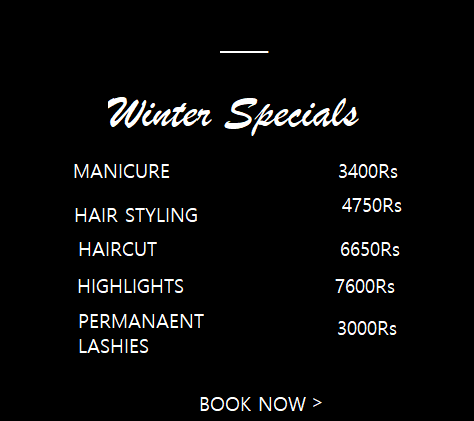 Winter Specials
MANICURE 3400Rs
HAIR STYLING 4750Rs
HAIRCUT 6650Rs
HIGHLIGHTS 7600Rs
PERMANAENT 3000Rs
LASHIES
BOOK NOW >